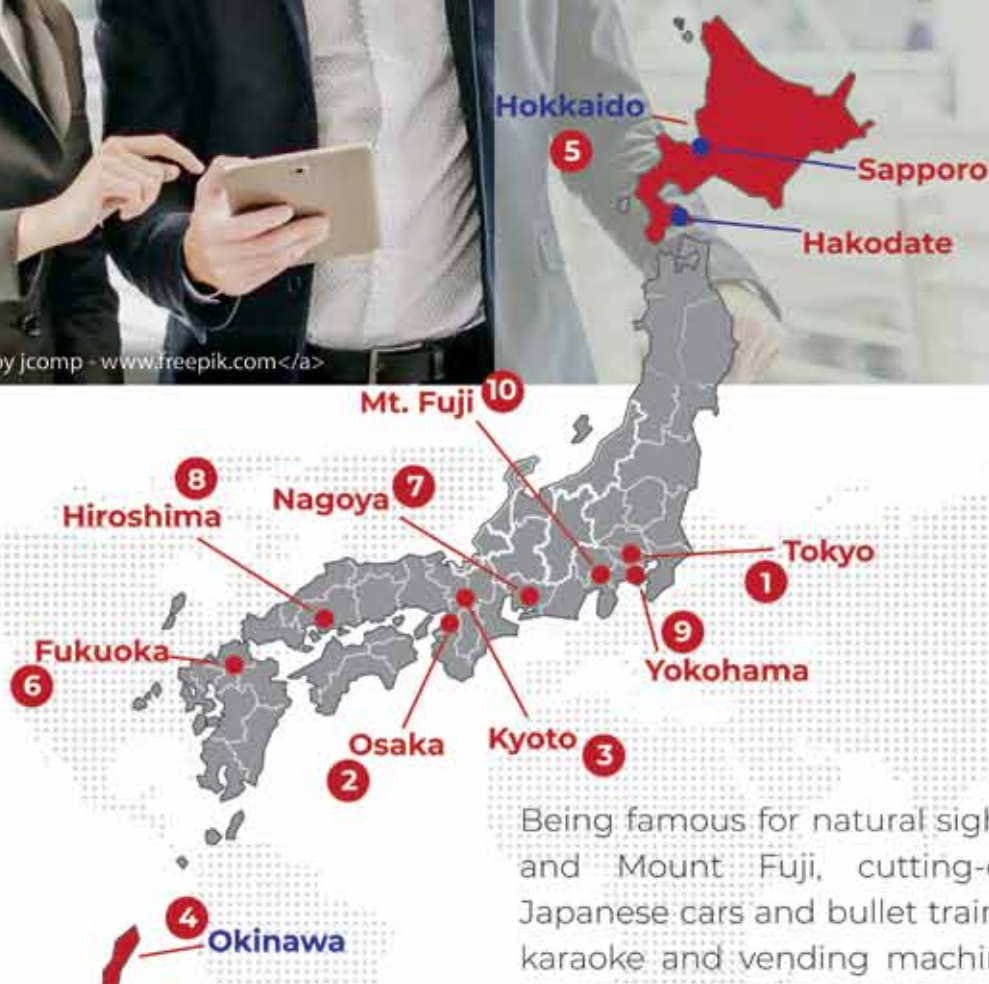 Hokkaido
5
Sapporo
Hakodate
by jcomp - www.freepik.com</a>
Mt. Fuji 10
8
Hiroshima
Nagoya 7
Tokyo
1
9
Yokohama
Fukuoka
6
Osaka
2
Kyoto 3
Being famous for natural sigh
and Mount Fuji, cutting-
Japanese cars and bullet train
karaoke and vending machin
4
Okinawa